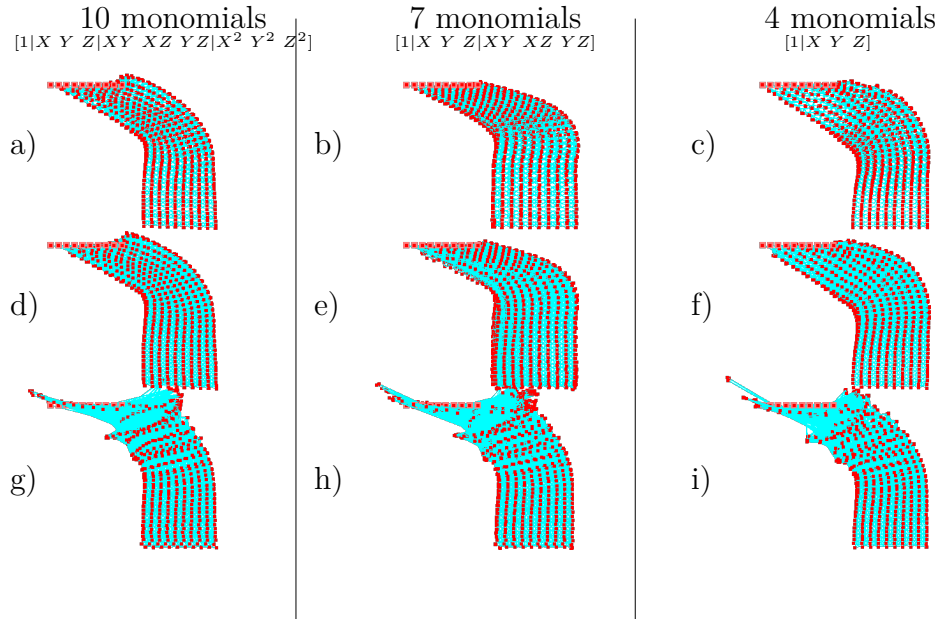 10 monomials 7 monomials 4 monomials
[1|X Y Z|XY XZ YZ|X² Y² Z²] [1|X Y Z|XY XZ YZ] [1|X Y Z]
a) b) c)
d) e) f)
g) h) i)